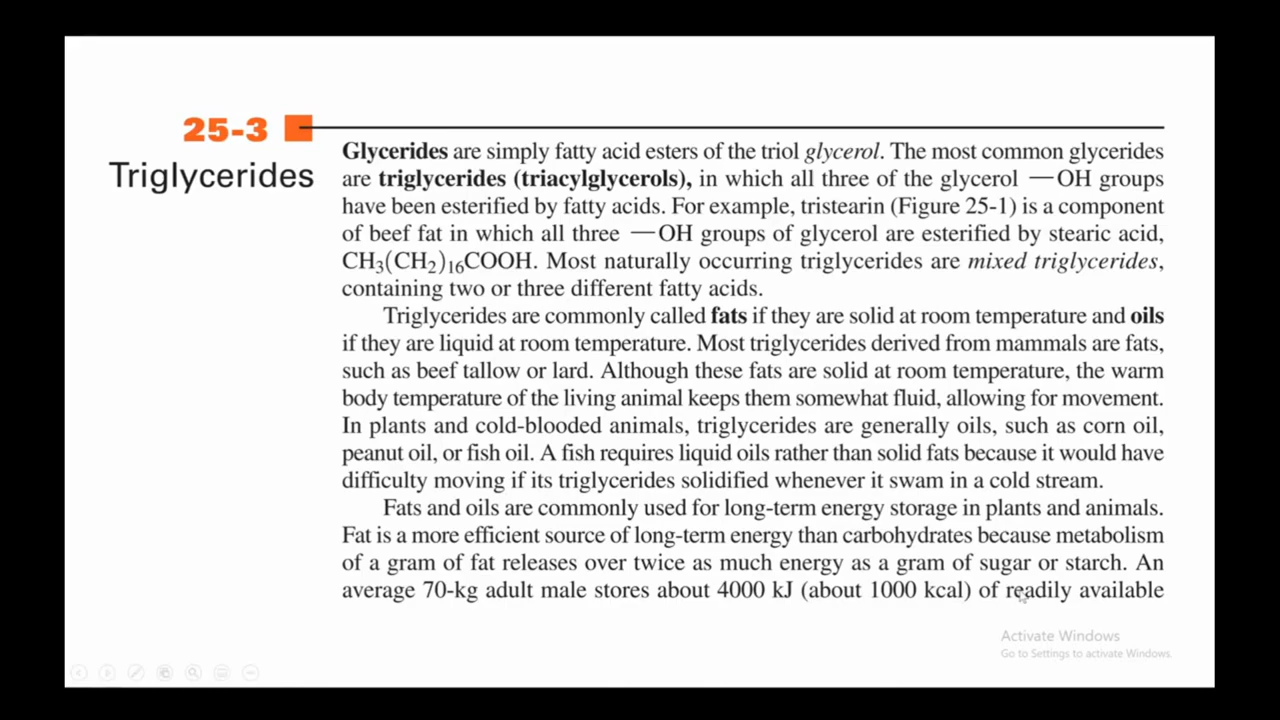 25-3
Triglycerides
Glycerides are simply fatty acid esters of the triol glycerol. The most common glycerides
are triglycerides (triacylglycerols), in which all three of the glycerol —OH groups
have been esterified by fatty acids. For example, tristearin (Figure 25-1) is a component
of beef fat in which all three —OH groups of glycerol are esterified by stearic acid,
CH₃(CH₂)₁₆COOH. Most naturally occurring triglycerides are mixed triglycerides,
containing two or three different fatty acids.
Triglycerides are commonly called fats if they are solid at room temperature and oils
if they are liquid at room temperature. Most triglycerides derived from mammals are fats,
such as beef tallow or lard. Although these fats are solid at room temperature, the warm
body temperature of the living animal keeps them somewhat fluid, allowing for movement.
In plants and cold-blooded animals, triglycerides are generally oils, such as corn oil,
peanut oil, or fish oil. A fish requires liquid oils rather than solid fats because it would have
difficulty moving if its triglycerides solidified whenever it swam in a cold stream.
Fats and oils are commonly used for long-term energy storage in plants and animals.
Fat is a more efficient source of long-term energy than carbohydrates because metabolism
of a gram of fat releases over twice as much energy as a gram of sugar or starch. An
average 70-kg adult male stores about 4000 kJ (about 1000 kcal) of readily available
Activate Windows
Go to Settings to activate Windows.